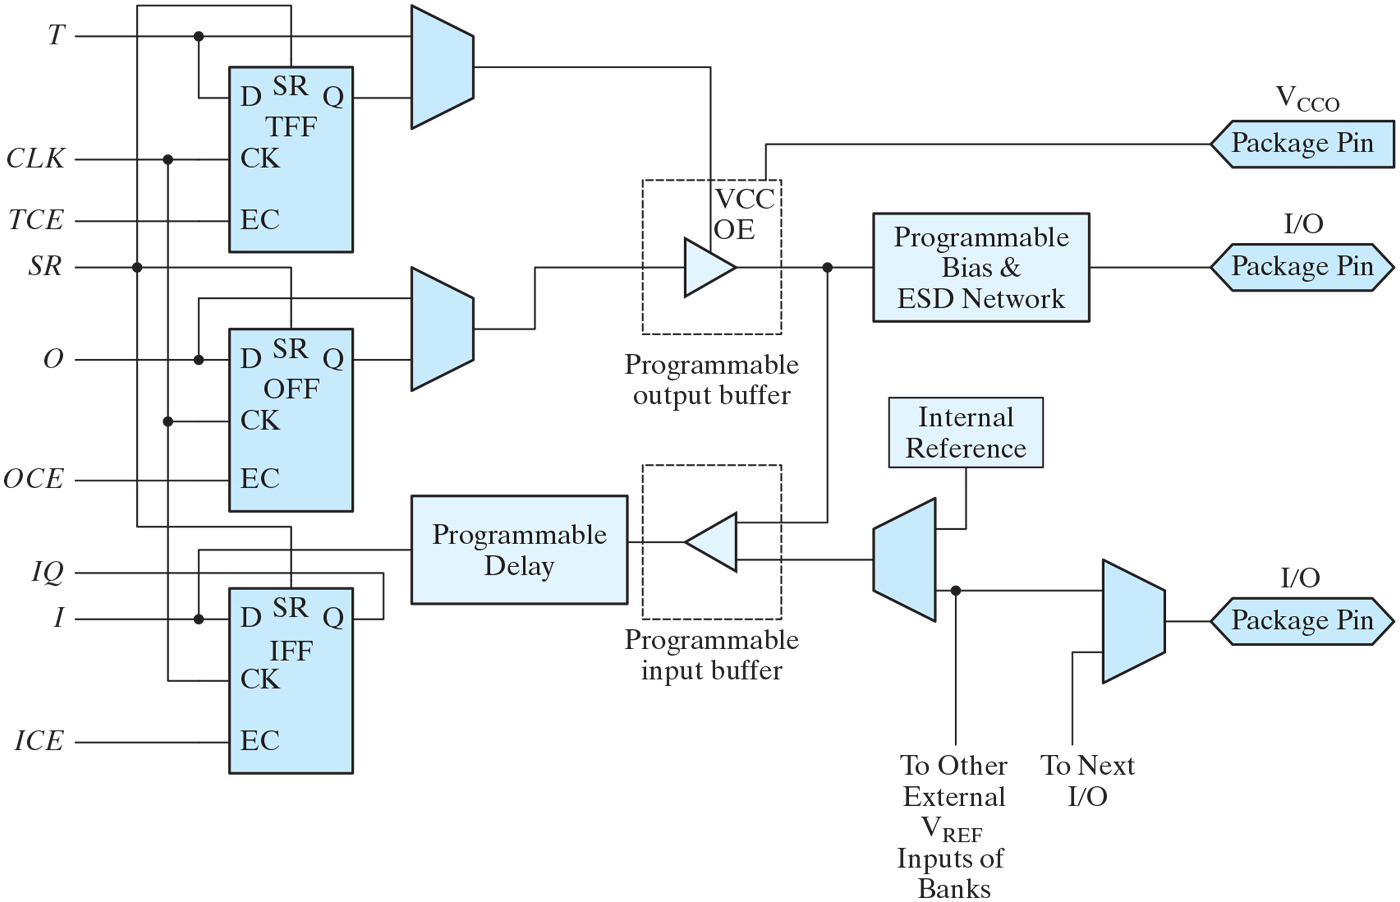 T
SR
D
Q
TFF
CLK
CK
TCE
EC
SR
SR
O
D
Q
OFF
CK
OCE
EC
IQ
SR
I
D
Q
IFF
CK
ICE
EC
VCC
OE
Programmable
output buffer
V_CCO
Package Pin
I/O
Package Pin
Programmable
Bias &
ESD Network
Internal
Reference
Programmable
Delay
Programmable
input buffer
I/O
Package Pin
To Other
External
V_REF
Inputs of
Banks
To Next
I/O